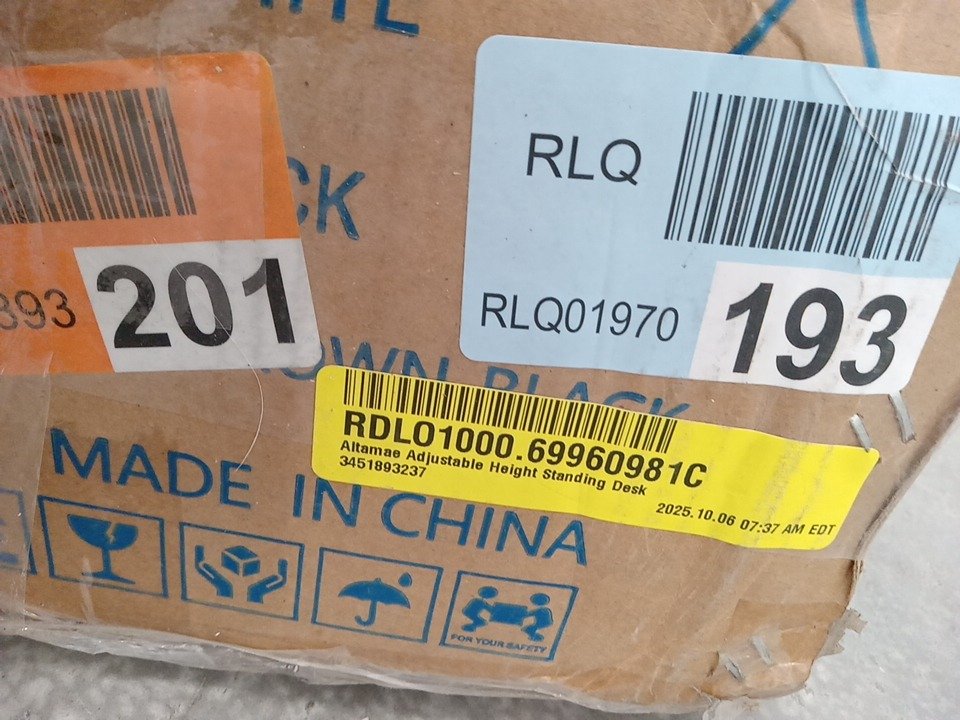 RLQ
RLQ01970
193
893
201
RDLO1000.69960981C
Altamae Adjustable Height Standing Desk
3451893237
2025.10.06 07:37 AM EDT
MADE IN CHINA
FOR YOUR SAFETY